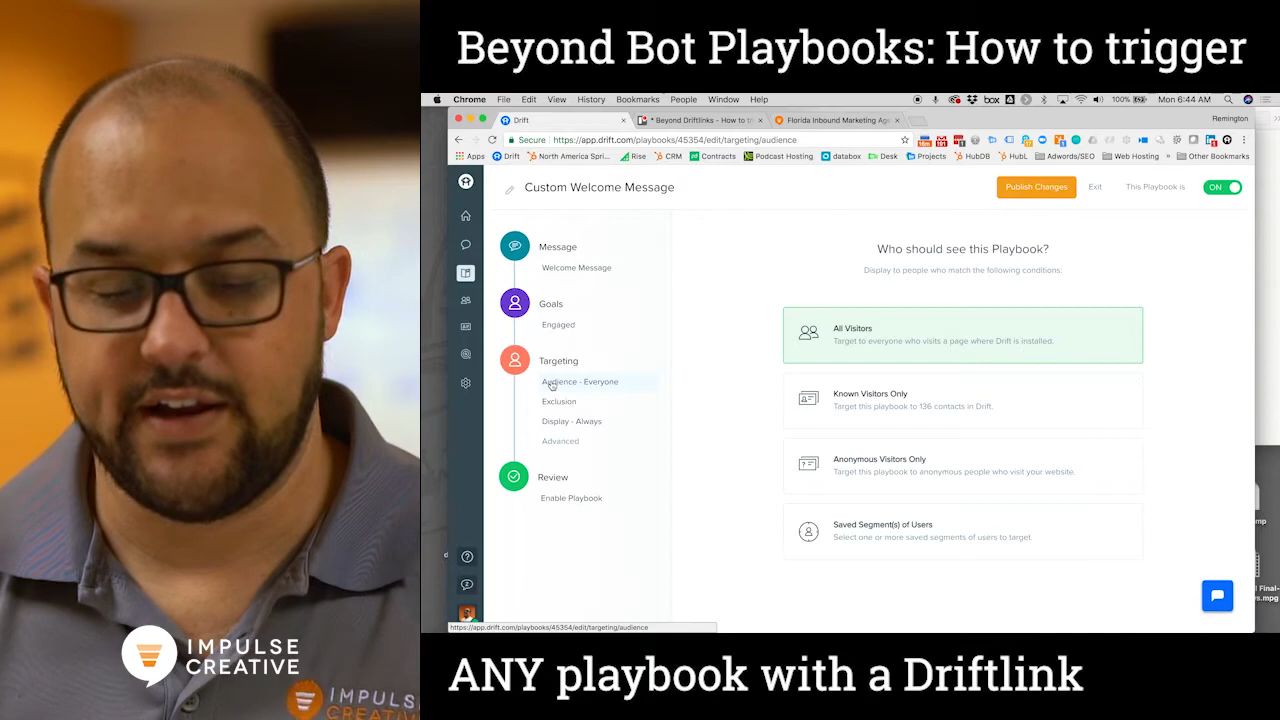 Beyond Bot Playbooks: How to trigger
Chrome File Edit View History Bookmarks People Window Help
100%
Mon 6:44 AM
Drift
* Beyond Driftlinks - How to tri
Florida Inbound Marketing Age
Remington
Secure https://app.drift.com/playbooks/45354/edit/targeting/audience
Apps Drift North America Spri... Rise CRM Contracts Podcast Hosting databox Desk Projects HubDB HubL Adwords/SEO Web Hosting » Other Bookmarks
Custom Welcome Message
Publish Changes Exit This Playbook is ON
Message
Welcome Message
Goals
Engaged
Targeting
Audience - Everyone
Exclusion
Display - Always
Advanced
Review
Enable Playbook
Who should see this Playbook?
Display to people who match the following conditions:
All Visitors
Target to everyone who visits a page where Drift is installed.
Known Visitors Only
Target this playbook to 136 contacts in Drift.
Anonymous Visitors Only
Target this playbook to anonymous people who visit your website.
Saved Segment(s) of Users
Select one or more saved segments of users to target.
https://app.drift.com/playbooks/45354/edit/targeting/audience
IMPULSE
CREATIVE
IMPULSE
CREATIVE
ANY playbook with a Driftlink